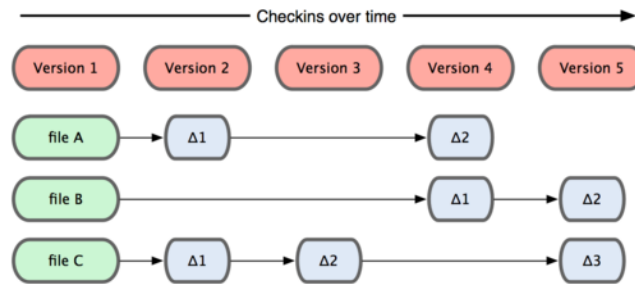 Checkins over time
Version 1 Version 2 Version 3 Version 4 Version 5
file A Δ1 Δ2
file B Δ1 Δ2
file C Δ1 Δ2 Δ3